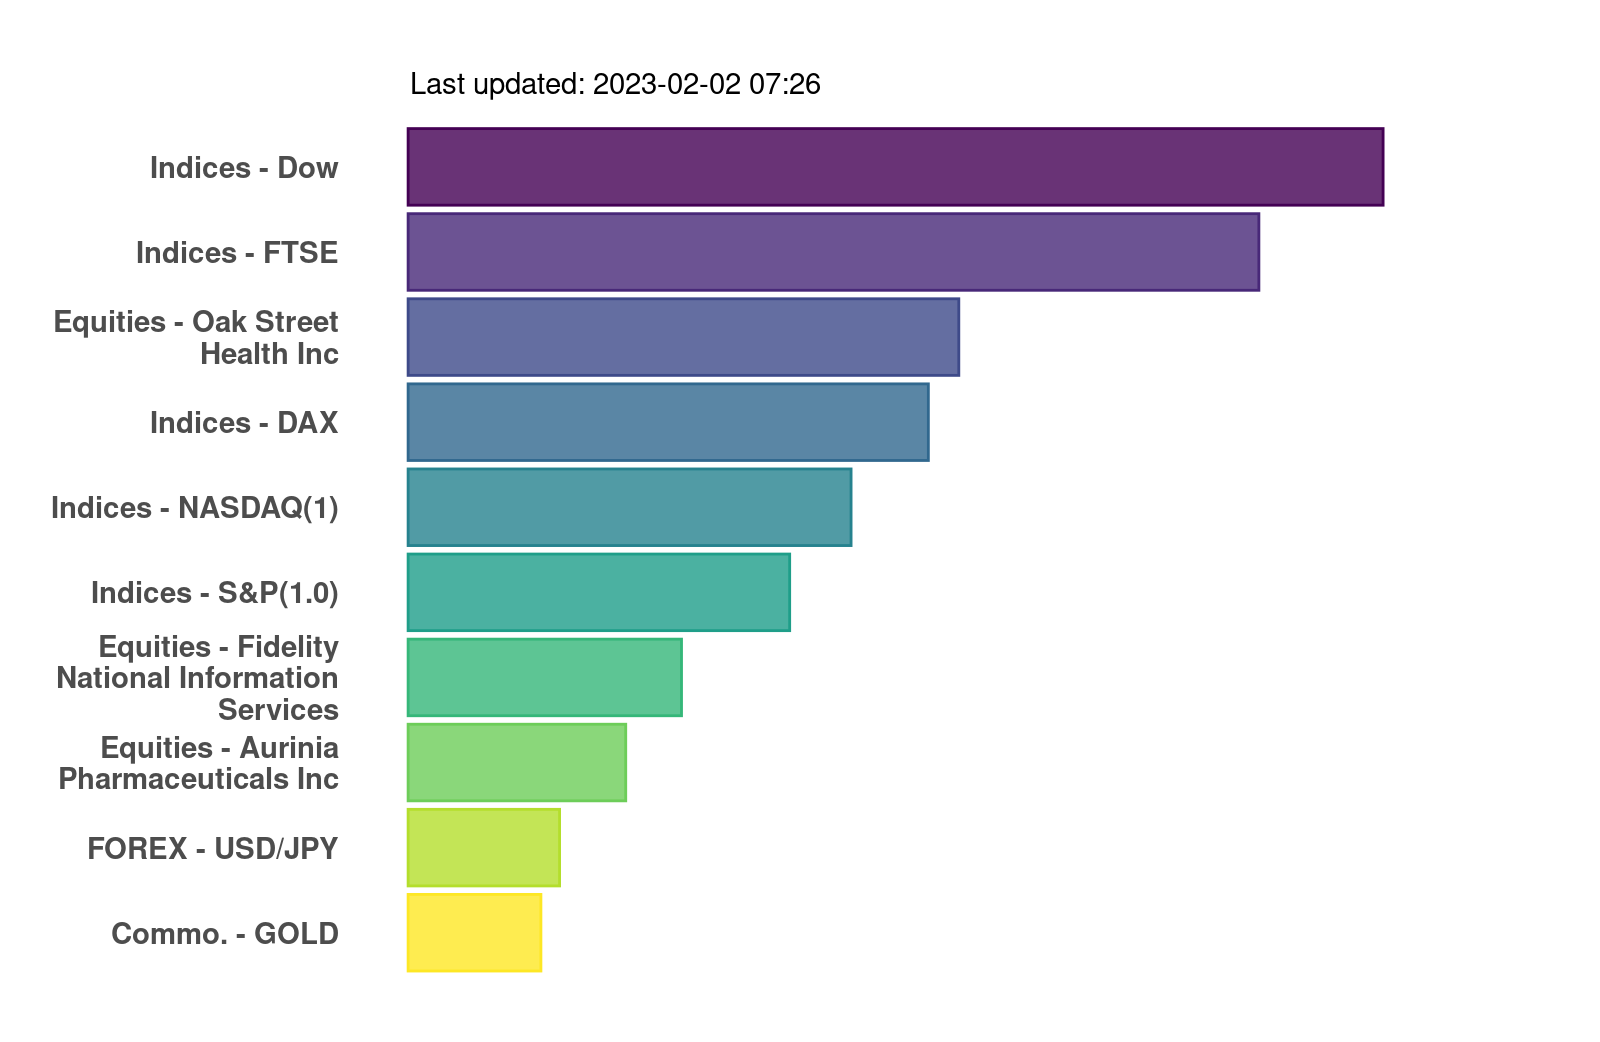 Last updated: 2023-02-02 07:26
Indices - Dow
Indices - FTSE
Equities - Oak Street
Health Inc
Indices - DAX
Indices - NASDAQ(1)
Indices - S&P(1.0)
Equities - Fidelity
National Information
Services
Equities - Aurinia
Pharmaceuticals Inc
FOREX - USD/JPY
Commo. - GOLD